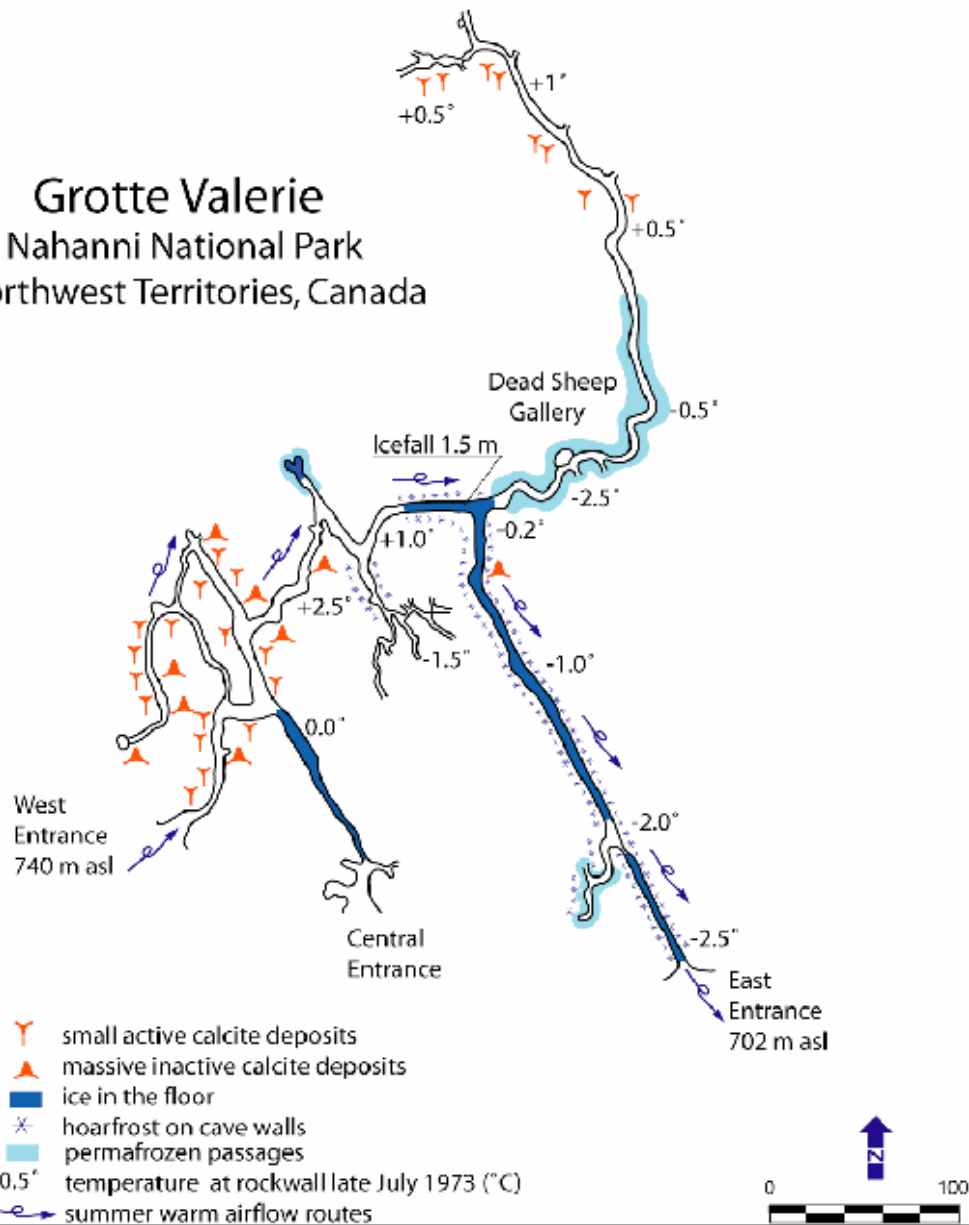 +1˚
+0.5˚
Grotte Valerie
Nahanni National Park
orthwest Territories, Canada
+0.5˚
Dead Sheep
Gallery
-0.5˚
Icefall 1.5 m
-2.5˚
+1.0˚
-0.2˚
+2.5˚
-1.5˚
-1.0˚
0.0˚
West
Entrance
740 m asl
-2.0˚
Central
Entrance
-2.5˚
East
Entrance
702 m asl
small active calcite deposits
massive inactive calcite deposits
ice in the floor
hoarfrost on cave walls
permafrozen passages
0.5˚ temperature at rockwall late July 1973 (˚C)
summer warm airflow routes
N
0 100